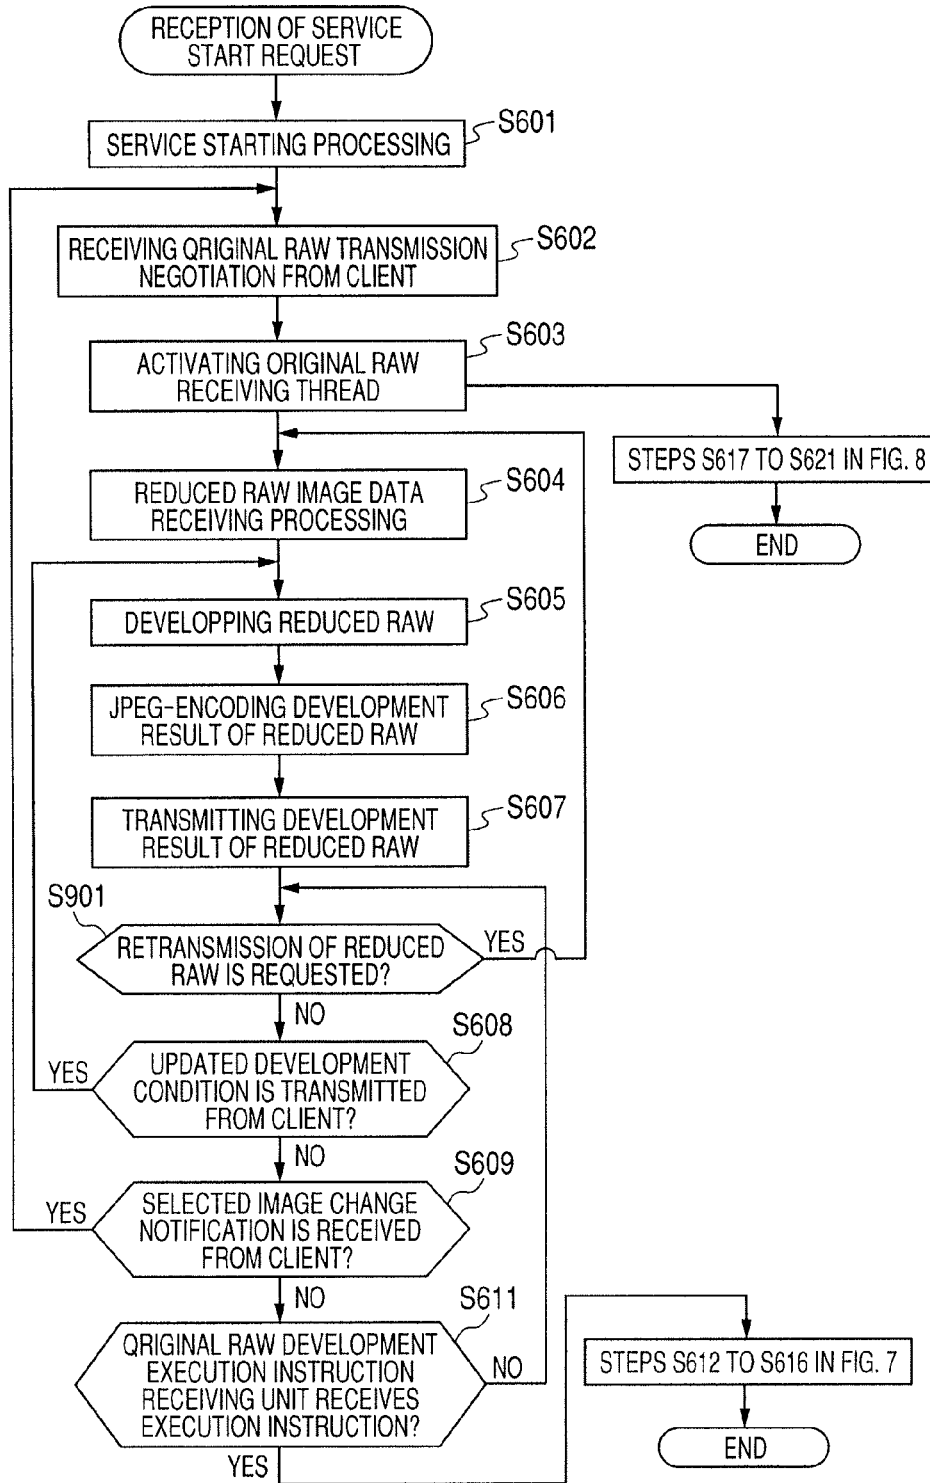 RECEPTION OF SERVICE
START REQUEST
S601
SERVICE STARTING PROCESSING
S602
RECEIVING QRIGINAL RAW TRANSMISSION
NEGOTIATION FROM CLIENT
S603
ACTIVATING ORIGINAL RAW
RECEIVING THREAD
STEPS S617 TO S621 IN FIG. 8
END
S604
REDUCED RAW IMAGE DATA
RECEIVING PROCESSING
S605
DEVELOPPING REDUCED RAW
S606
JPEG-ENCODING DEVELOPMENT
RESULT OF REDUCED RAW
S607
TRANSMITTING DEVELOPMENT
RESULT OF REDUCED RAW
S901
RETRANSMISSION OF REDUCED
RAW IS REQUESTED?
YES
NO
S608
UPDATED DEVELOPMENT
CONDITION IS TRANSMITTED
FROM CLIENT?
YES
NO
S609
SELECTED IMAGE CHANGE
NOTIFICATION IS RECEIVED
FROM CLIENT?
YES
NO
S611
QRIGINAL RAW DEVELOPMENT
EXECUTION INSTRUCTION
RECEIVING UNIT RECEIVES
EXECUTION INSTRUCTION?
NO
YES
STEPS S612 TO S616 IN FIG. 7
END